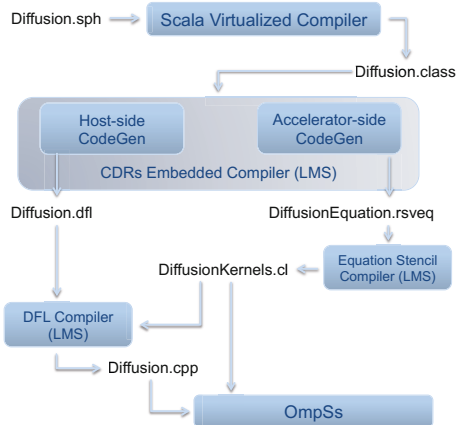 Diffusion.sph
Scala Virtualized Compiler
Diffusion.class
Host-side
CodeGen
Accelerator-side
CodeGen
CDRs Embedded Compiler (LMS)
Diffusion.dfl
DiffusionEquation.rsveq
DiffusionKernels.cl
Equation Stencil
Compiler (LMS)
DFL Compiler
(LMS)
Diffusion.cpp
OmpSs